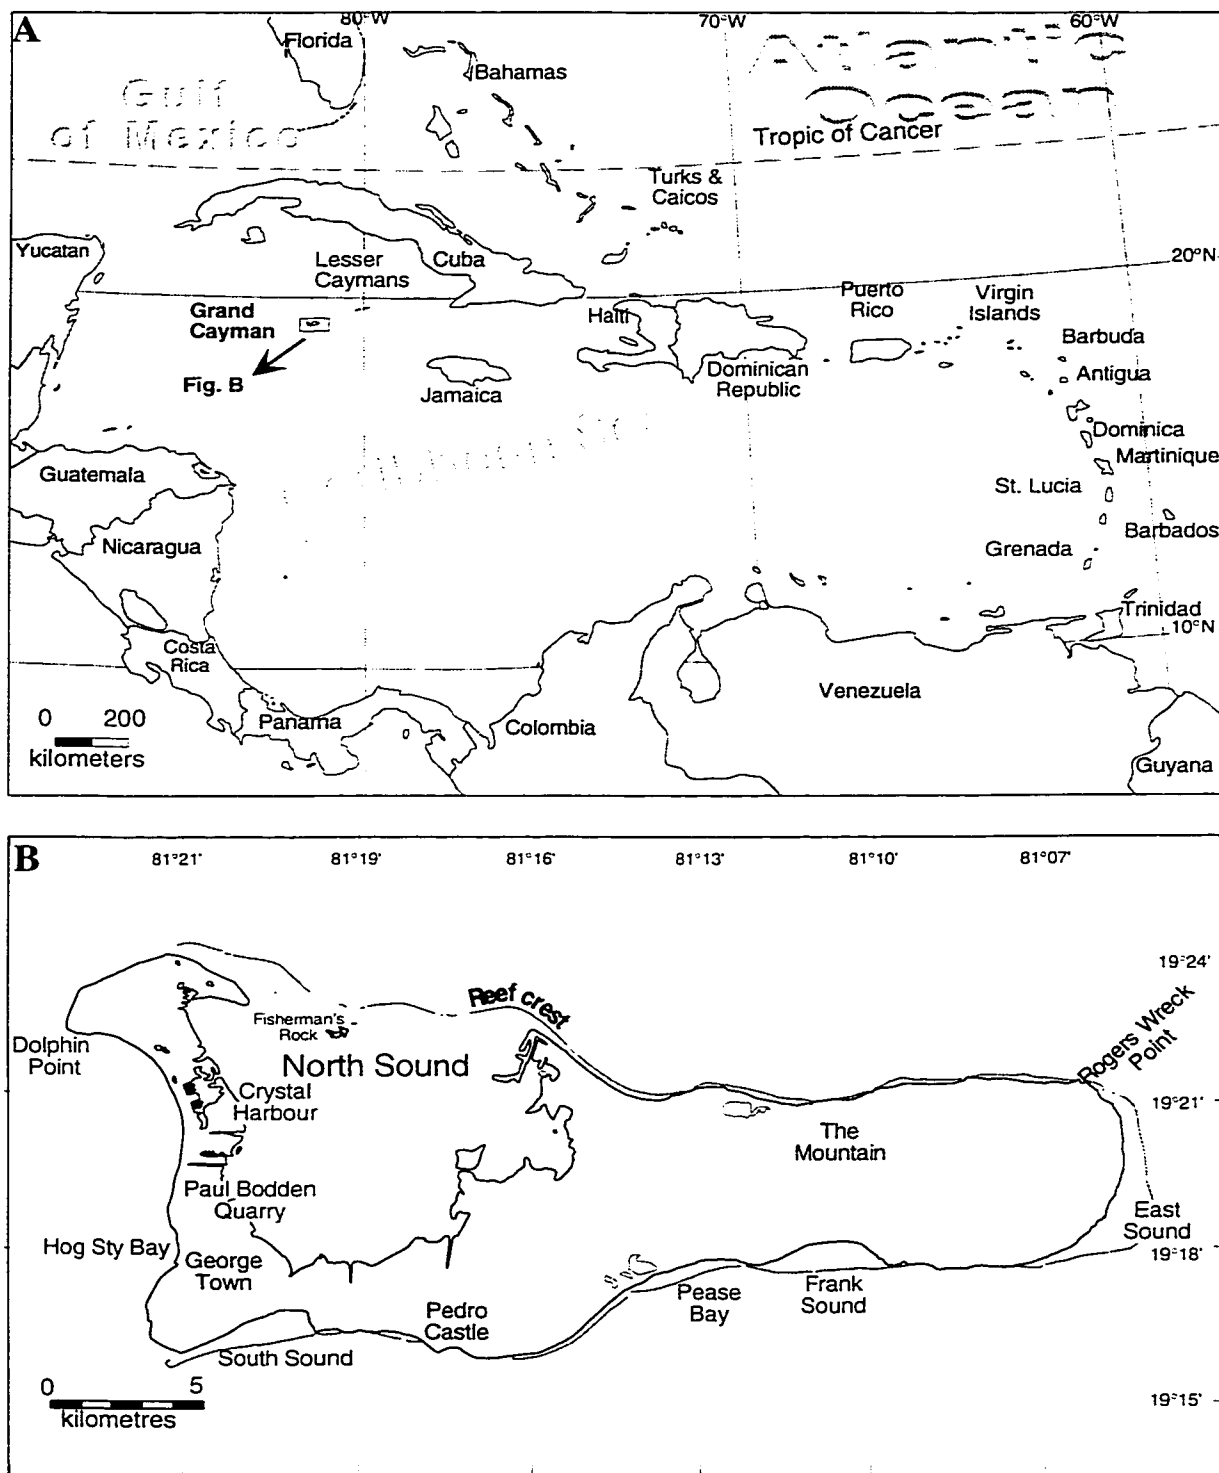 A
80°W
70°W
60°W
Florida
Bahamas
Gulf
of Mexico
Atlantic
Ocean
Tropic of Cancer
Turks &
Caicos
Yucatan
Lesser
Caymans
Cuba
20°N
Grand
Cayman
Fig. B
Haiti
Puerto
Rico
Virgin
Islands
Barbuda
Antigua
Jamaica
Dominican
Republic
Dominica
Martinique
Guatemala
St. Lucia
Nicaragua
Barbados
Grenada
Trinidad
10°N
Costa
Rica
Venezuela
Panama
Colombia
Guyana
0 200
kilometers
B
81°21' 81°19' 81°16' 81°13' 81°10' 81°07'
19°24'
Reef crest
Fisherman's
Rock
Rogers Wreck
Point
Dolphin
Point
North Sound
Crystal
Harbour
19°21'
The
Mountain
Paul Bodden
Quarry
East
Sound
Hog Sty Bay
George
Town
19°18'
Pease
Bay
Frank
Sound
Pedro
Castle
South Sound
0 5
kilometres
19°15'